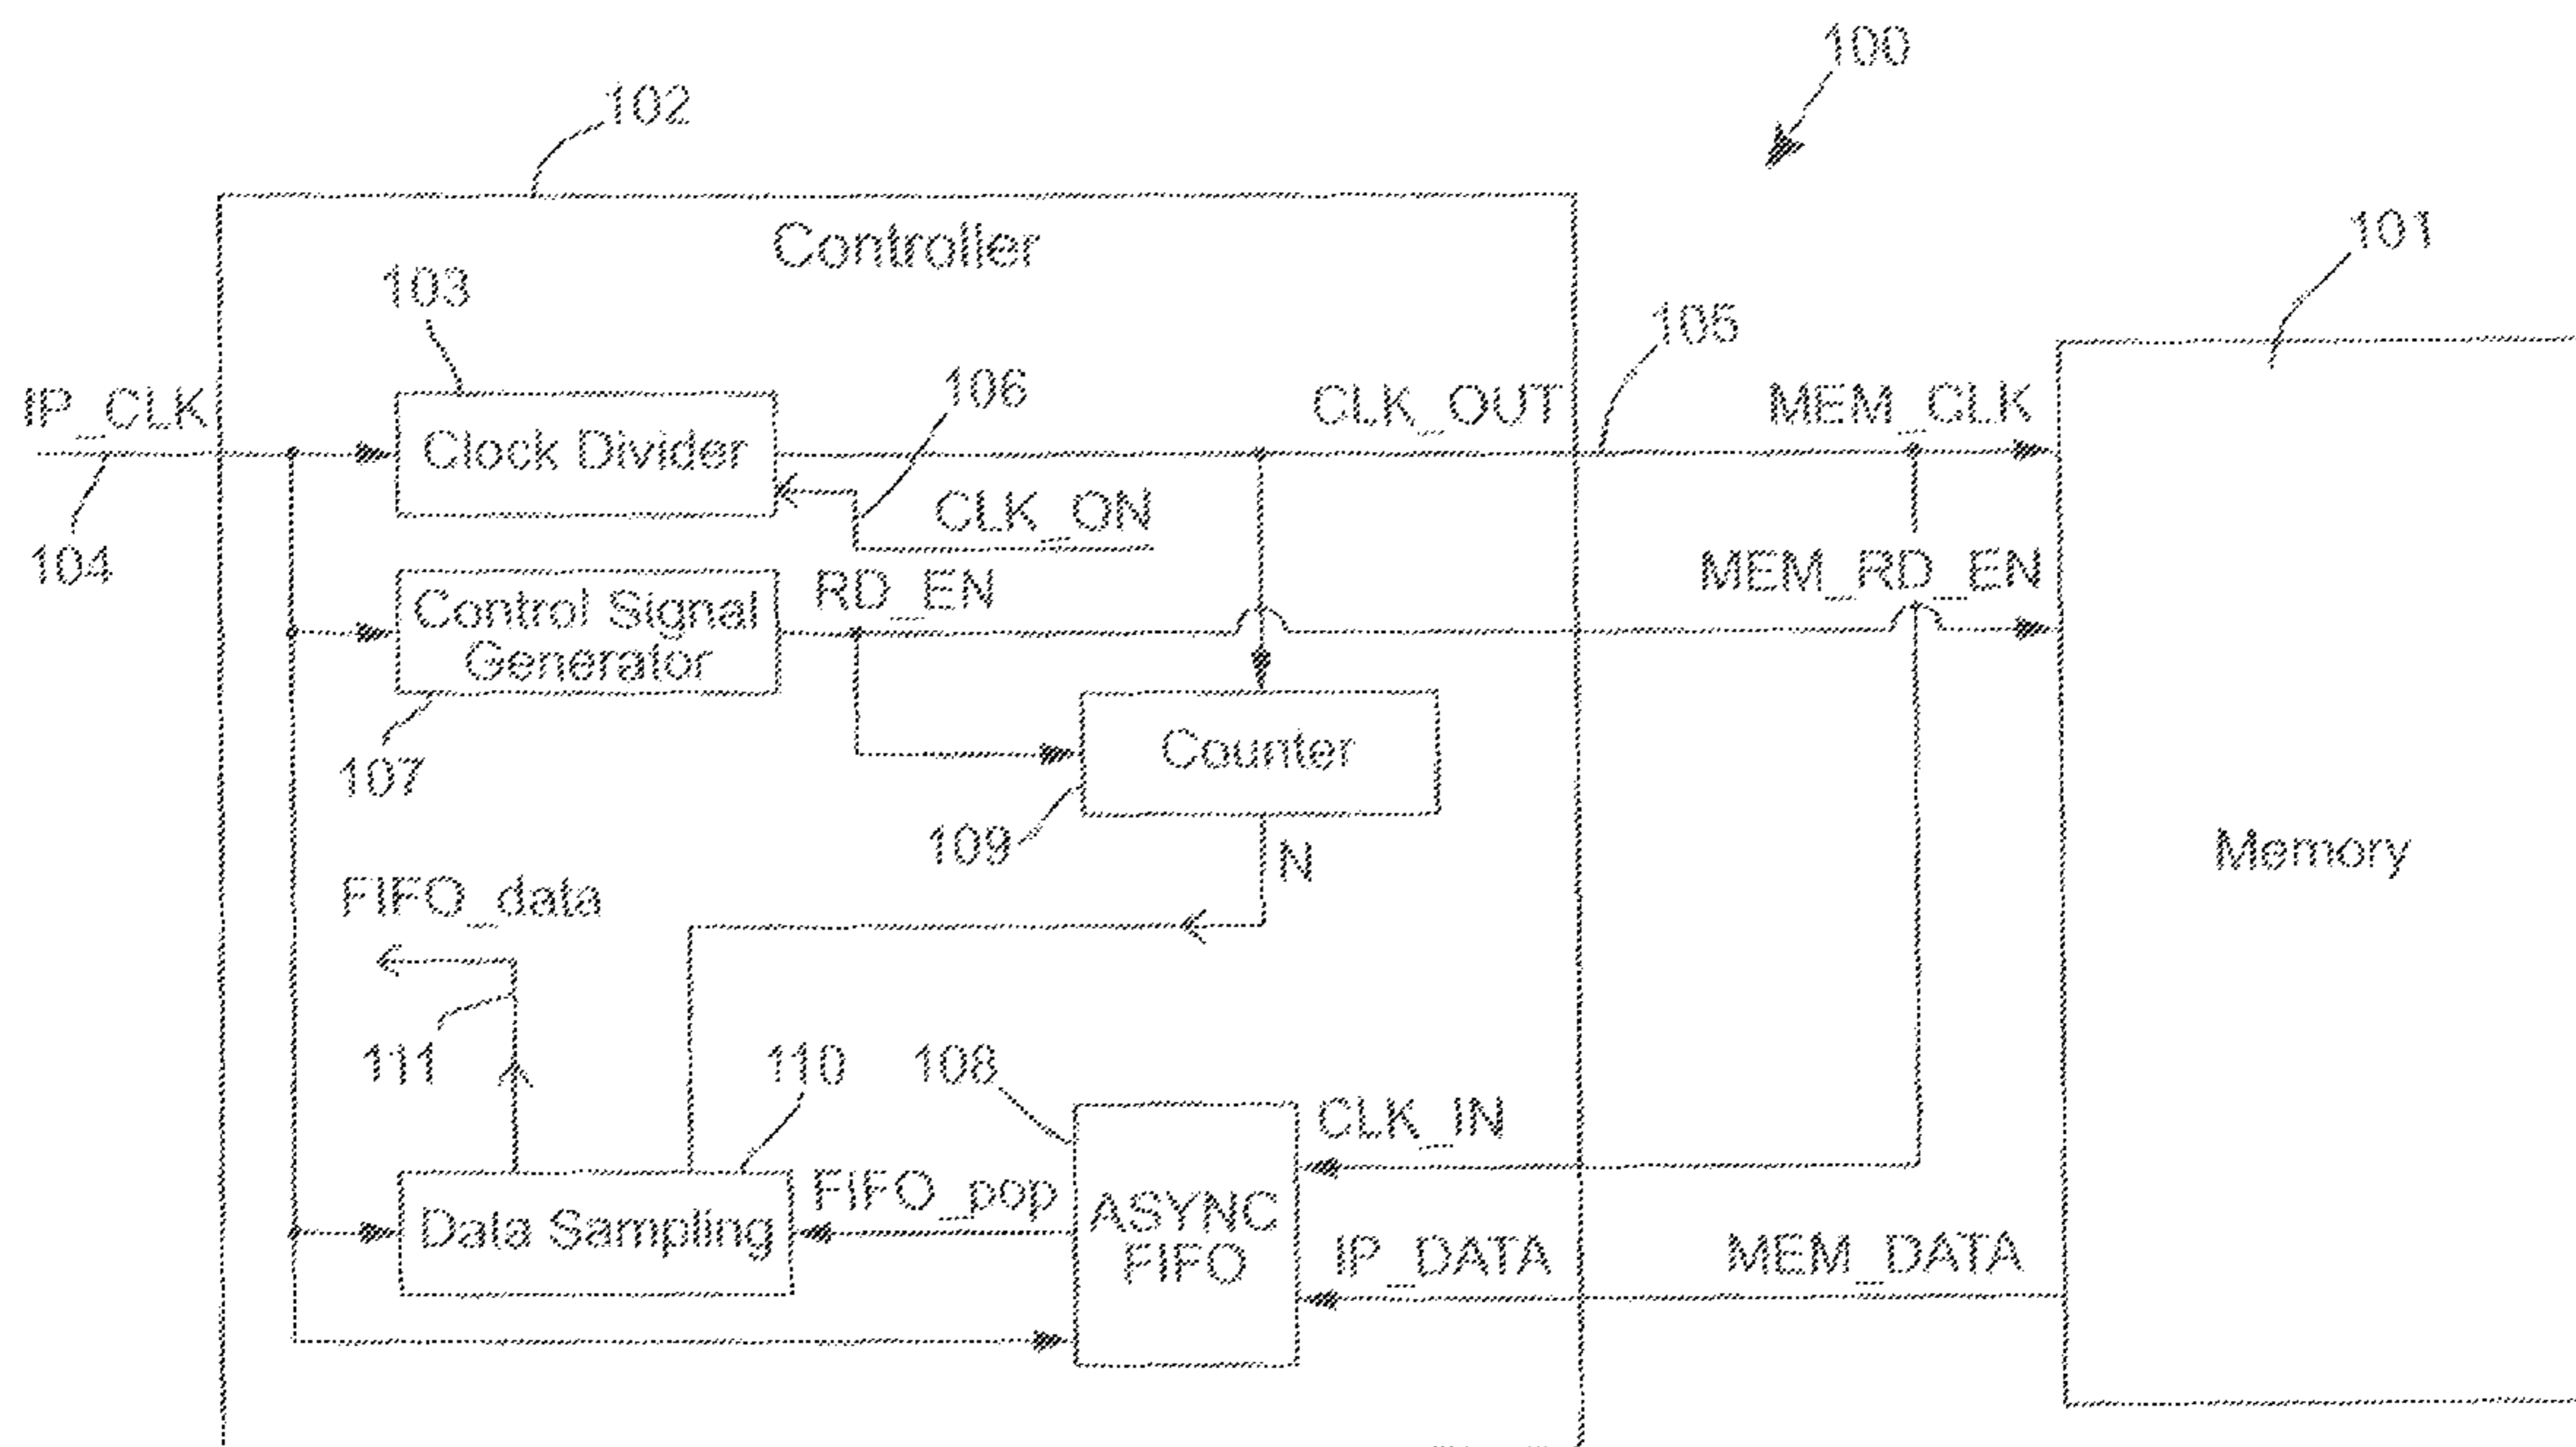 100
102
Controller
101
103
105
106
IP_CLK
CLK_OUT
MEM_CLK
Clock Divider
CLK_ON
104
RD_EN
MEM_RD_EN
Control Signal
Generator
Counter
107
109
N
Memory
FIFO_data
111
110
108
CLK_IN
FIFO_pop
ASYNC
FIFO
Data Sampling
IP_DATA
MEM_DATA